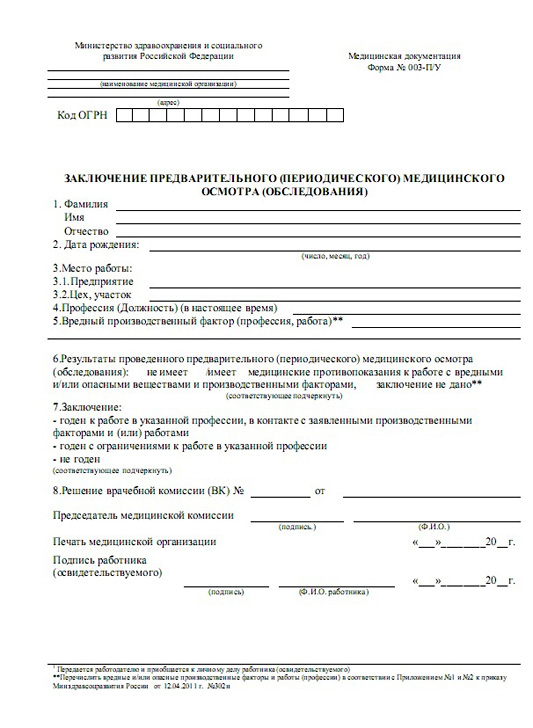 Министерство здравоохранения и социального
развития Российской Федерации
Медицинская документация
Форма № 003-П/У
(наименование медицинской организации)
(адрес)
Код ОГРН
ЗАКЛЮЧЕНИЕ ПРЕДВАРИТЕЛЬНОГО (ПЕРИОДИЧЕСКОГО) МЕДИЦИНСКОГО
ОСМОТРА (ОБСЛЕДОВАНИЯ)
1. Фамилия
Имя
Отчество
2. Дата рождения:
(число, месяц, год)
3.Место работы:
3.1.Предприятие
3.2.Цех, участок
4.Профессия (Должность) (в настоящее время)
5.Вредный производственный фактор (профессия, работа)**
6.Результаты проведенного предварительного (периодического) медицинского осмотра
(обследования): не имеет /имеет медицинские противопоказания к работе с вредными
и/или опасными веществами и производственными факторами, заключение не дано**
(соответствующее подчеркнуть)
7.Заключение:
- годен к работе в указанной профессии, в контакте с заявленными производственными
факторами и (или) работами
- годен с ограничениями к работе в указанной профессии
- не годен
(соответствующее подчеркнуть)
8.Решение врачебной комиссии (ВК) № ________ от ________
Председатель медицинской комиссии
(подпись.) (Ф.И.О.)
Печать медицинской организации «___»________20__г.
Подпись работника
(освидетельствуемого) «___»________20__г.
(подпись) (Ф.И.О. работника)
¹ Передается работодателю и приобщается к личному делу работника (освидетельствуемого)
**Перечислить вредные и/или опасные производственные факторы и работы (профессии) в соответствии с Приложением №1 и №2 к приказу
Минздравсоцразвития России от 12.04.2011 г. №302н